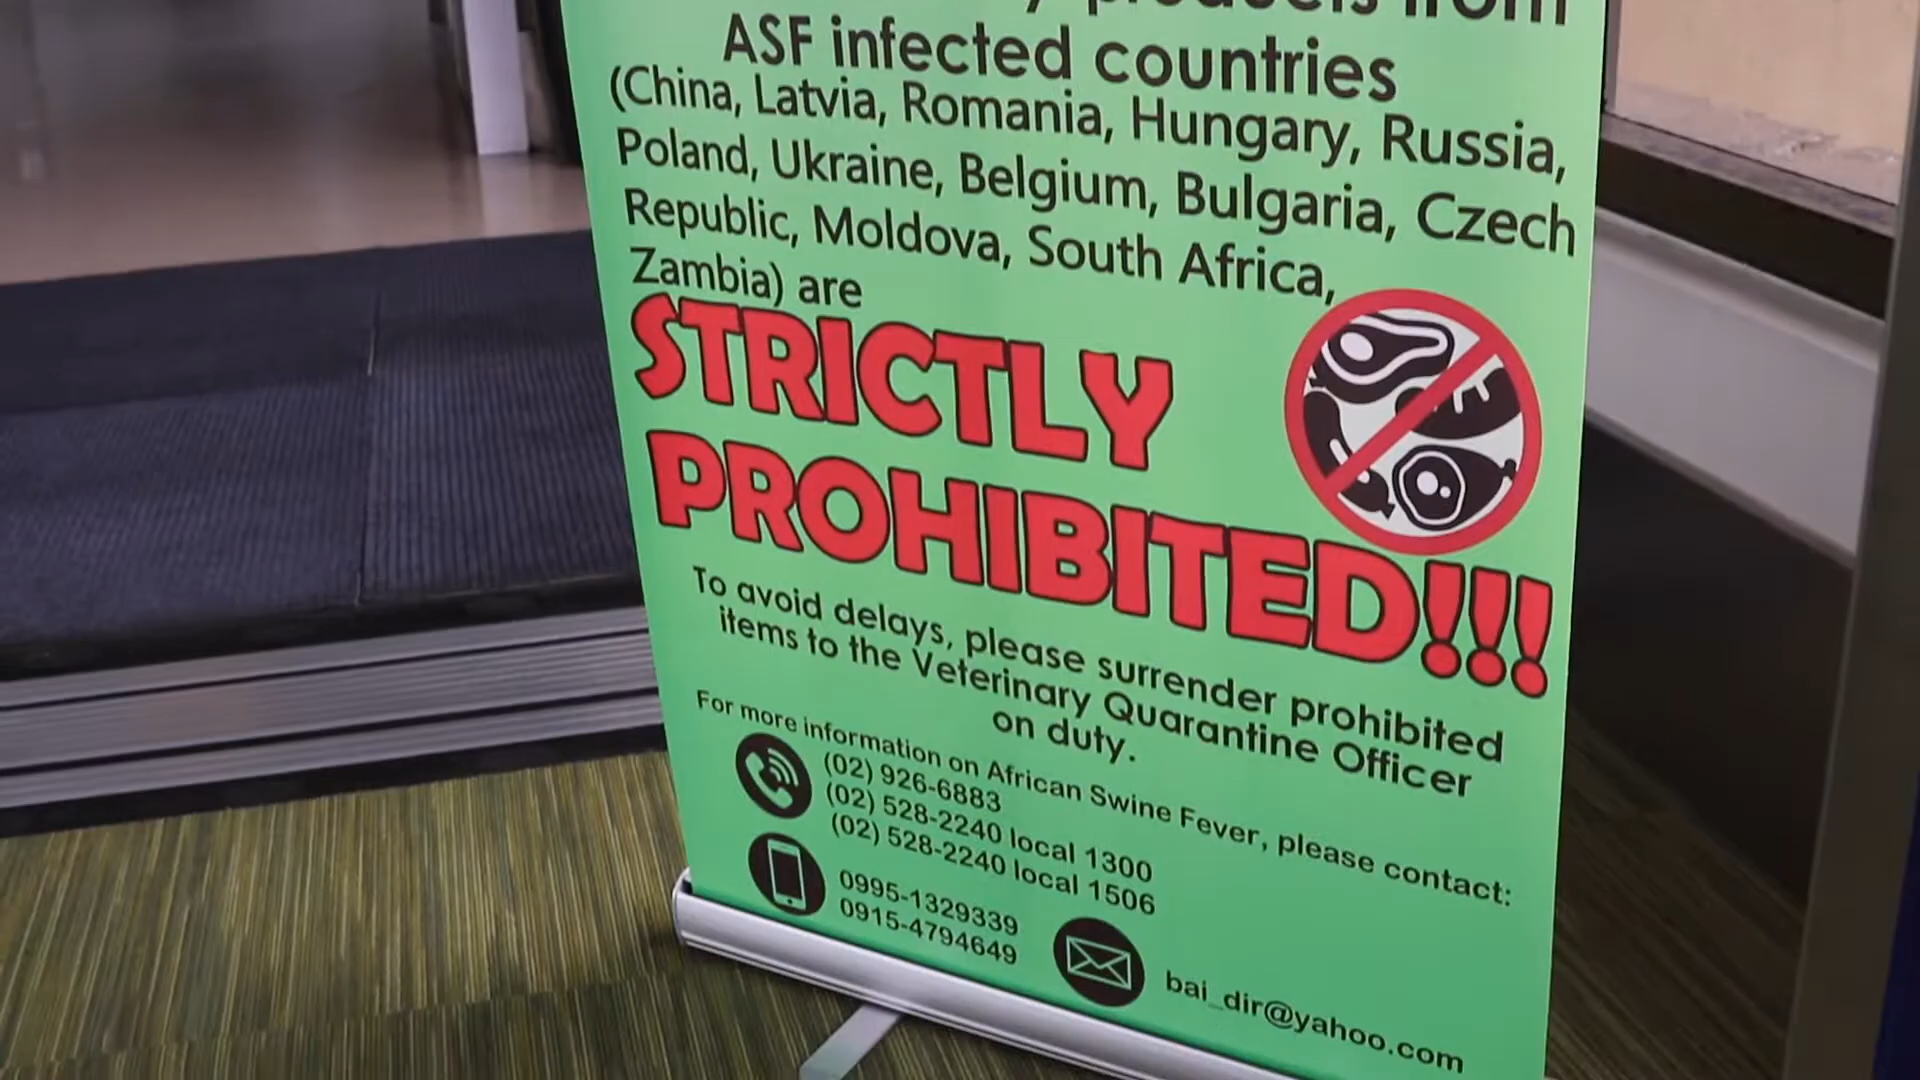 products from
ASF infected countries
(China, Latvia, Romania, Hungary, Russia,
Poland, Ukraine, Belgium, Bulgaria, Czech
Republic, Moldova, South Africa,
Zambia) are
STRICTLY
PROHIBITED!!!
To avoid delays, please surrender prohibited
items to the Veterinary Quarantine Officer
on duty.
For more information on African Swine Fever, please contact:
(02) 926-6883
(02) 528-2240 local 1300
(02) 528-2240 local 1506
0995-1329339
0915-4794649
bai_dir@yahoo.com